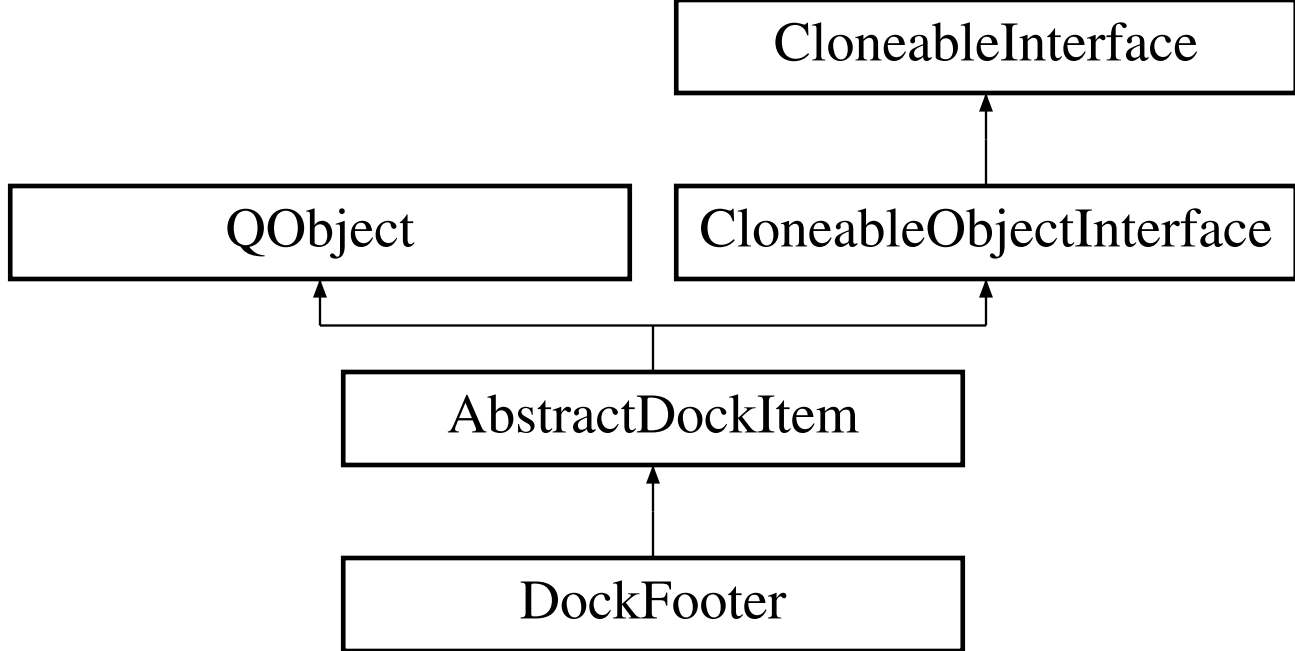 CloneableInterface
QObject
CloneableObjectInterface
AbstractDockItem
DockFooter